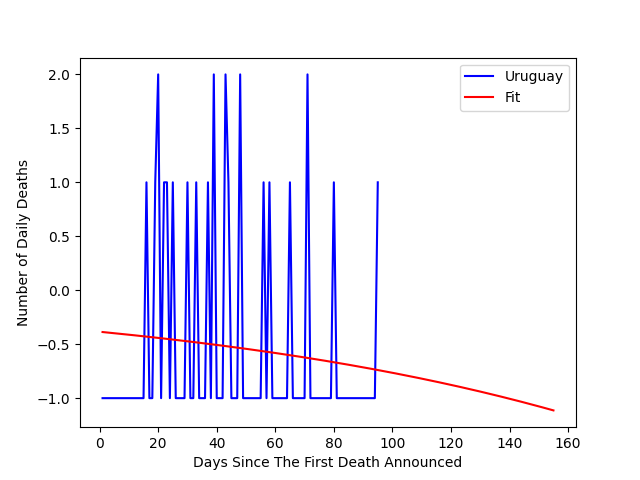 Uruguay
Fit
2.0
1.5
1.0
0.5
0.0
−0.5
−1.0
Number of Daily Deaths
0 20 40 60 80 100 120 140 160
Days Since The First Death Announced